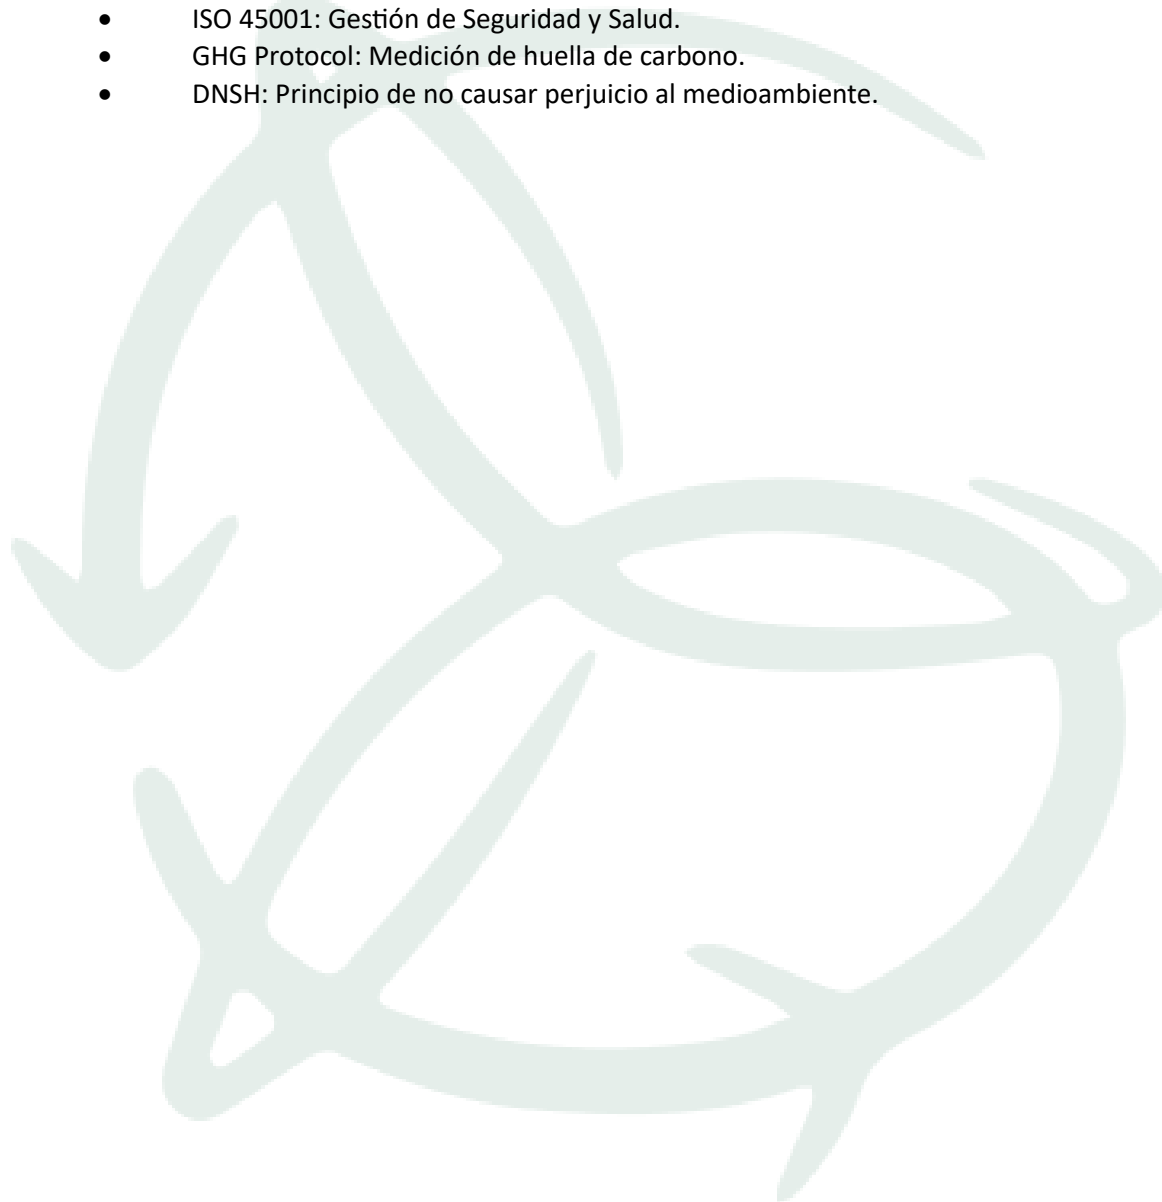 • ISO 45001: Gestión de Seguridad y Salud.
• GHG Protocol: Medición de huella de carbono.
• DNSH: Principio de no causar perjuicio al medioambiente.